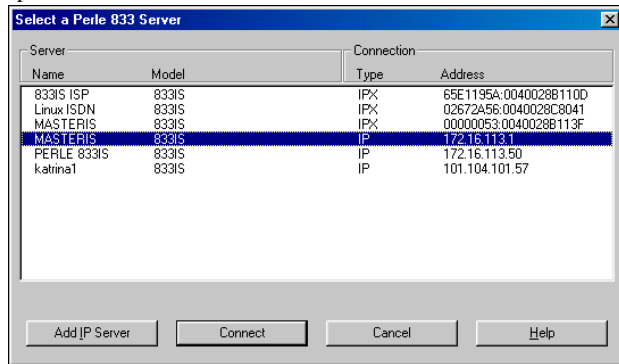 Select a Perle 833 Server
Server Connection
Name Model Type Address
833IS ISP 833IS IPX 65E1195A:0040028B110D
Linux ISDN 833IS IPX 02672A56:0040028C8041
MASTERIS 833IS IPX 00000053:0040028B113F
MASTERIS 833IS IP 172.16.113.1
PERLE 833IS 833IS IP 172.16.113.50
katrina1 833IS IP 101.104.101.57
Add IP Server Connect Cancel Help